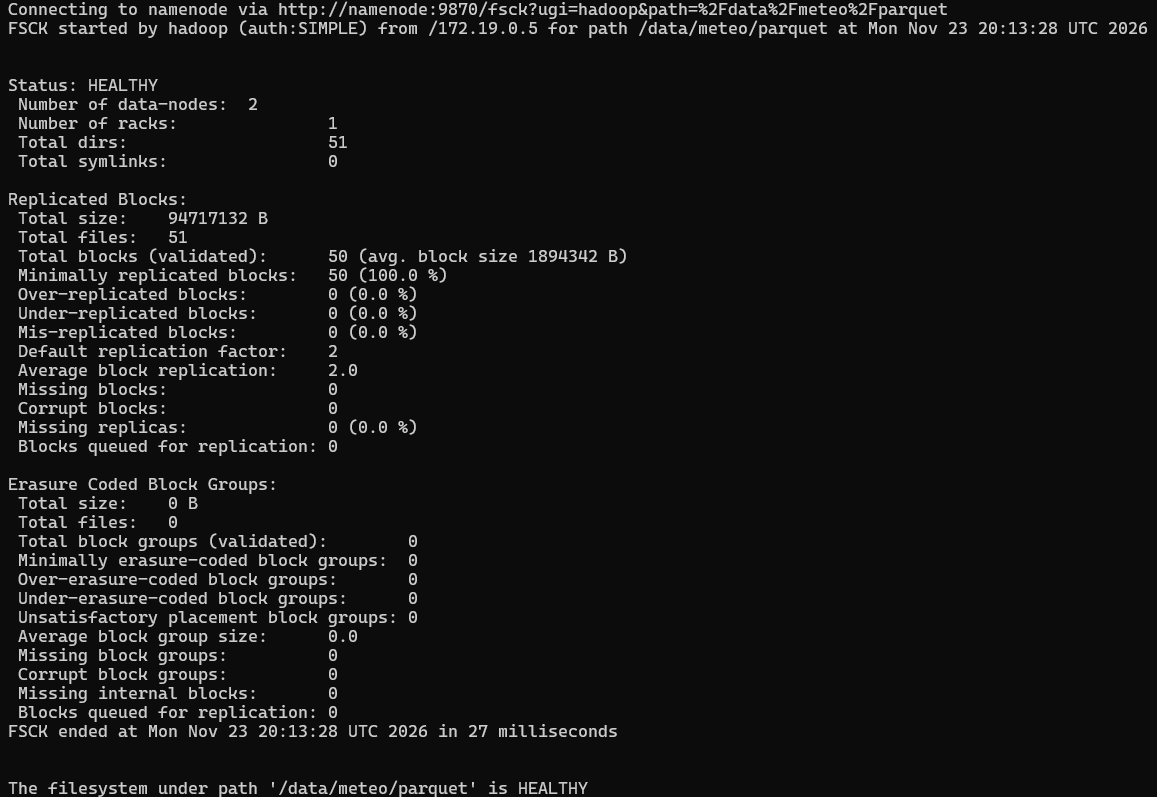 Connecting to namenode via http://namenode:9870/fsck?ugi=hadoop&path=%2Fdata%2Fmeteo%2Fparquet
FSCK started by hadoop (auth:SIMPLE) from /172.19.0.5 for path /data/meteo/parquet at Mon Nov 23 20:13:28 UTC 2026
Status: HEALTHY
Number of data-nodes: 2
Number of racks: 1
Total dirs: 51
Total symlinks: 0
Replicated Blocks:
Total size: 94717132 B
Total files: 51
Total blocks (validated): 50 (avg. block size 1894342 B)
Minimally replicated blocks: 50 (100.0 %)
Over-replicated blocks: 0 (0.0 %)
Under-replicated blocks: 0 (0.0 %)
Mis-replicated blocks: 0 (0.0 %)
Default replication factor: 2
Average block replication: 2.0
Missing blocks: 0
Corrupt blocks: 0
Missing replicas: 0 (0.0 %)
Blocks queued for replication: 0
Erasure Coded Block Groups:
Total size: 0 B
Total files: 0
Total block groups (validated): 0
Minimally erasure-coded block groups: 0
Over-erasure-coded block groups: 0
Under-erasure-coded block groups: 0
Unsatisfactory placement block groups: 0
Average block group size: 0.0
Missing block groups: 0
Corrupt block groups: 0
Missing internal blocks: 0
Blocks queued for replication: 0
FSCK ended at Mon Nov 23 20:13:28 UTC 2026 in 27 milliseconds
The filesystem under path '/data/meteo/parquet' is HEALTHY